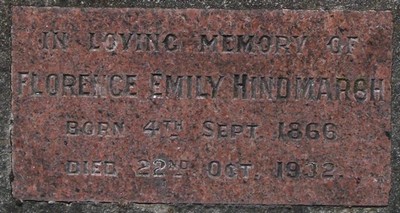 IN LOVING MEMORY OF
FLORENCE EMILY HINDMARSH
BORN 4TH SEPT. 1866
DIED 22ND OCT. 1932.